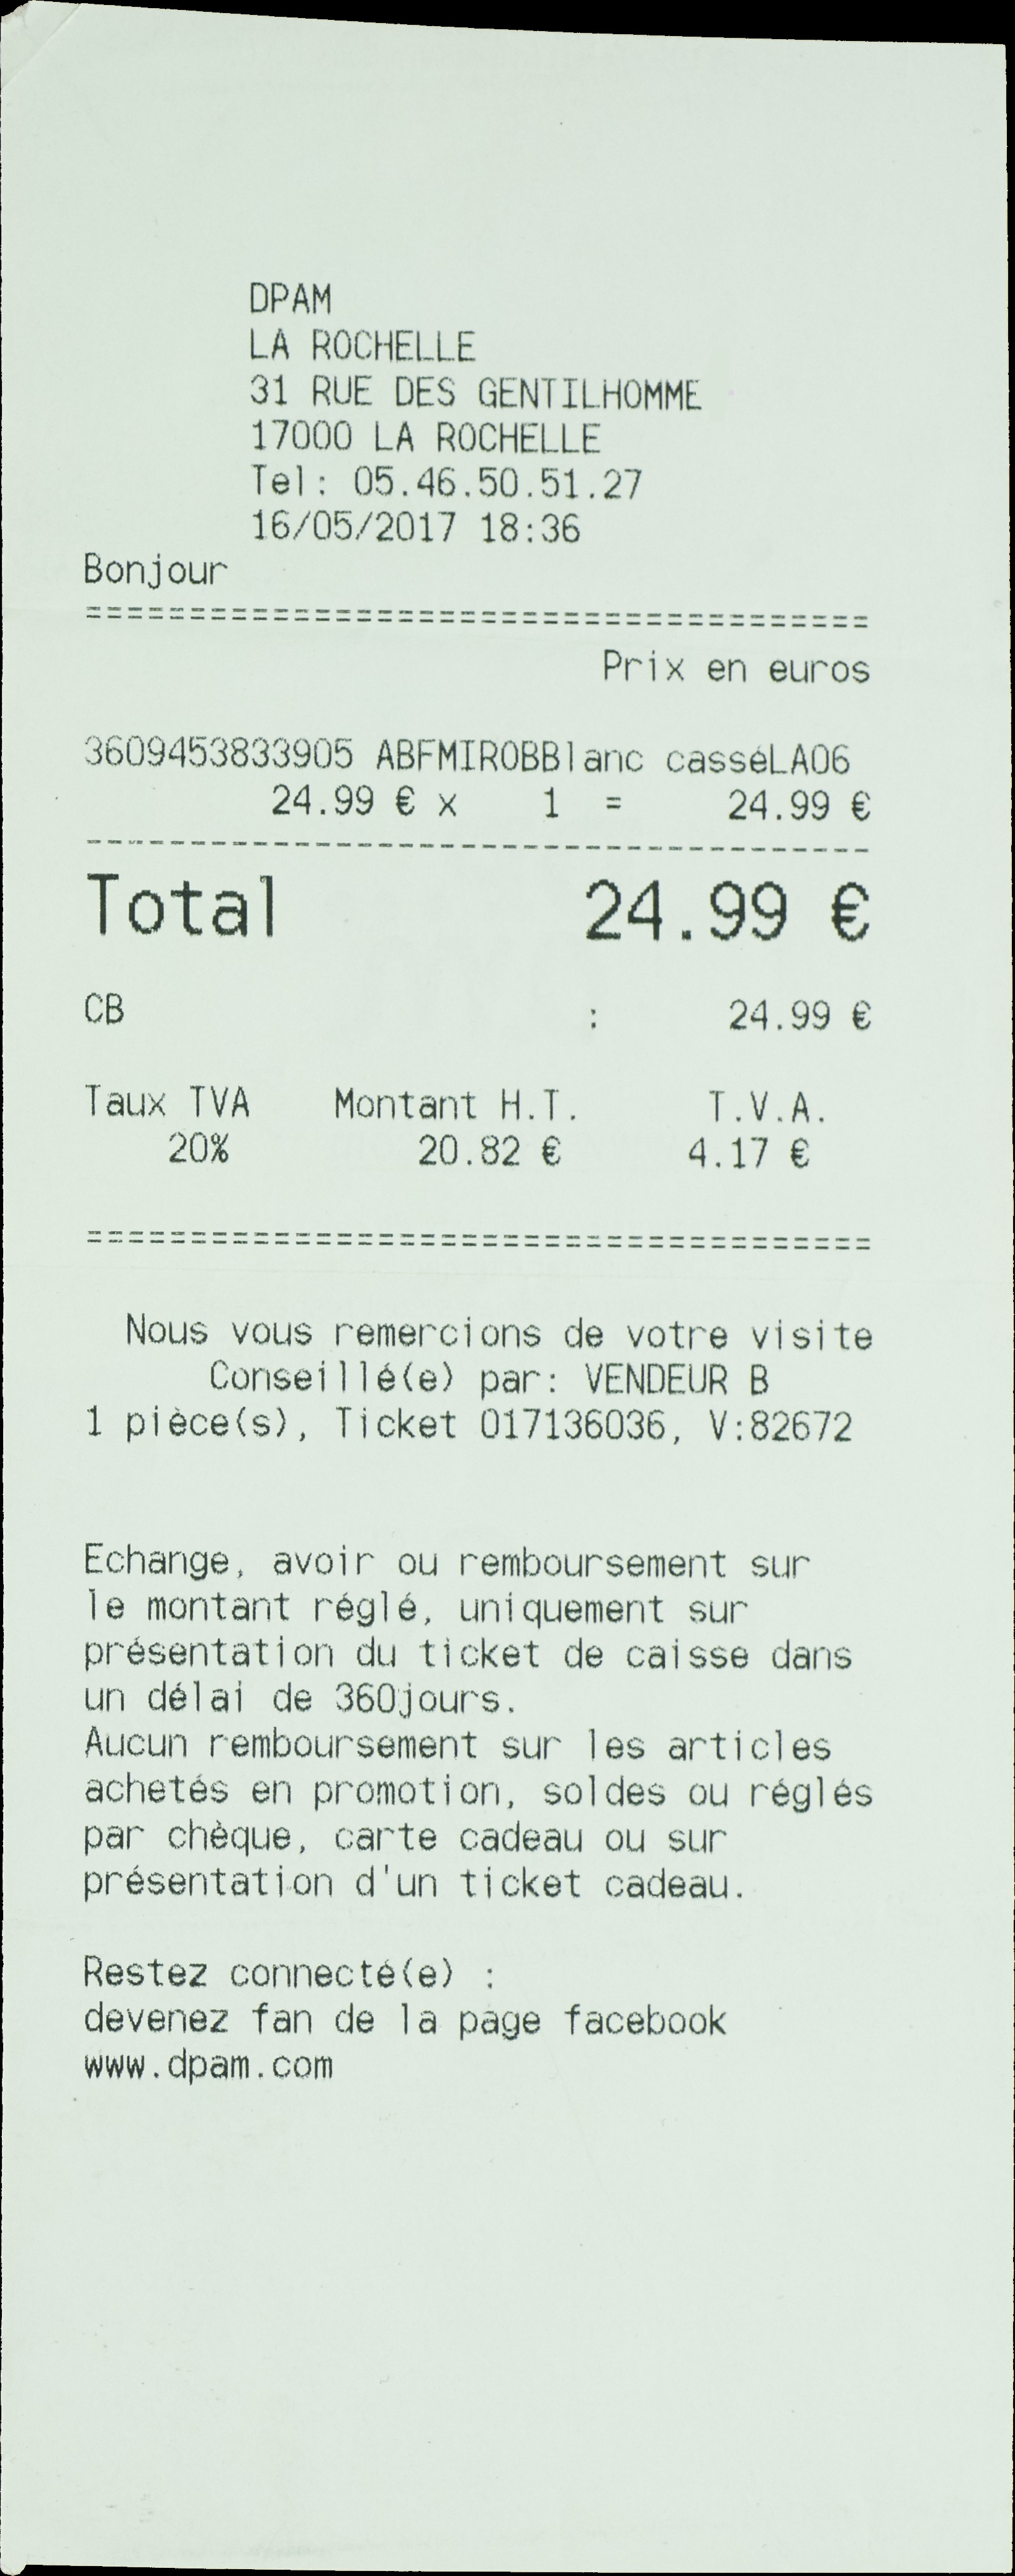 DPAM
LA ROCHELLE
31 RUE DES GENTILHOMME
17000 LA ROCHELLE
Tel: 05.46.50.51.27
16/05/2017 18:36
Bonjour
======================================
Prix en euros
3609453833905 ABFMIROBBlanc casséLA06
24.99 € x 1 = 24.99 €
--------------------------------------
Total 24.99 €
CB : 24.99 €
Taux TVA Montant H.T. T.V.A.
20% 20.82 € 4.17 €
======================================
Nous vous remercions de votre visite
Conseillé(e) par: VENDEUR B
1 pièce(s), Ticket 017136036, V:82672
Echange, avoir ou remboursement sur
le montant réglé, uniquement sur
présentation du ticket de caisse dans
un délai de 360jours.
Aucun remboursement sur les articles
achetés en promotion, soldes ou réglés
par chèque, carte cadeau ou sur
présentation d'un ticket cadeau.
Restez connecté(e) :
devenez fan de la page facebook
www.dpam.com